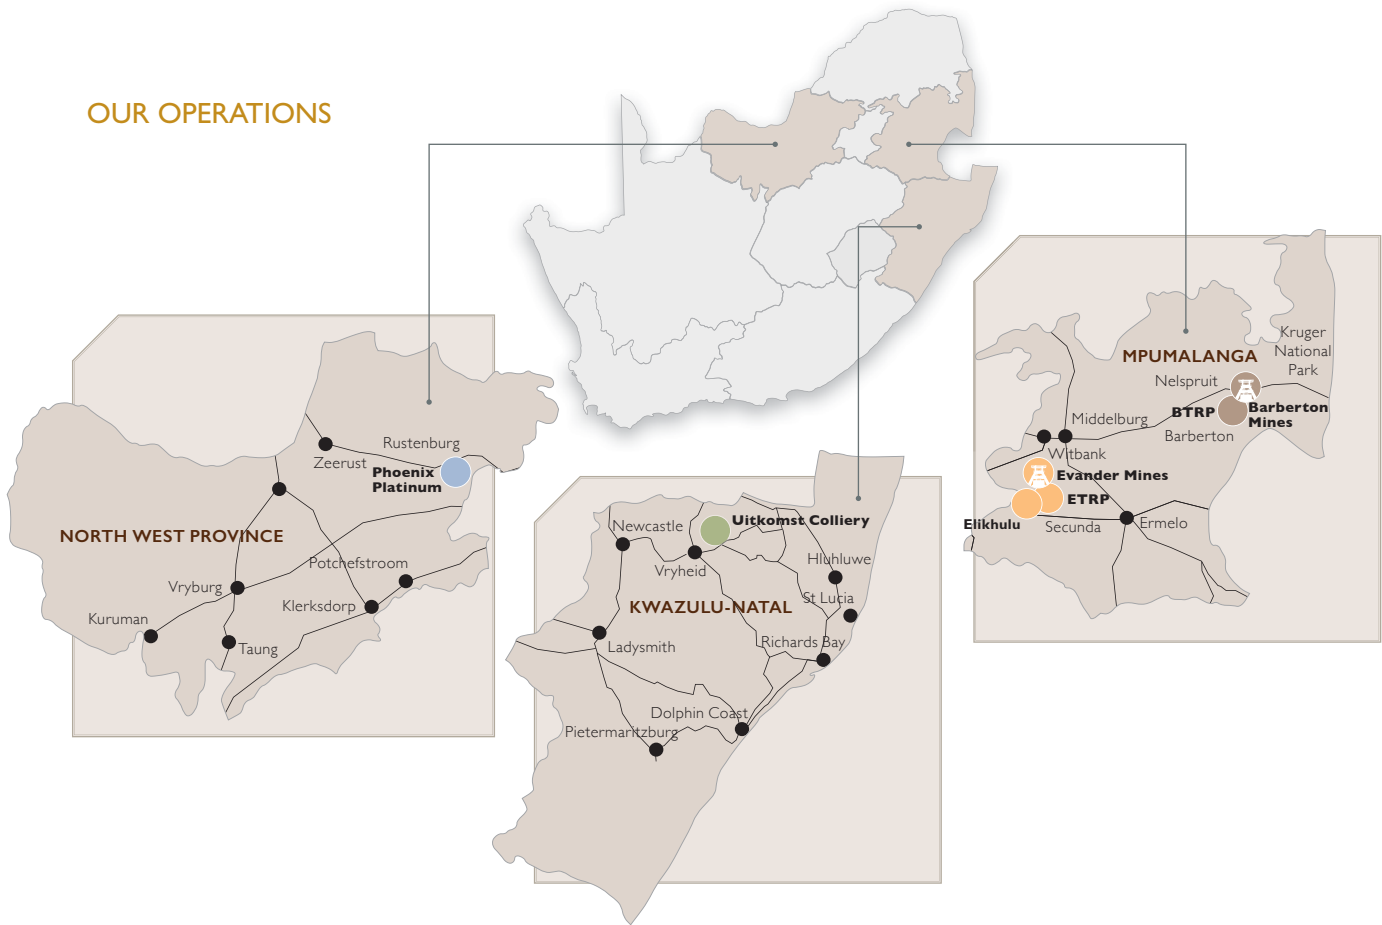 OUR OPERATIONS
Rustenburg
Zeerust
Phoenix
Platinum
NORTH WEST PROVINCE
Potchefstroom
Vryburg
Klerksdorp
Kuruman
Taung
Uitkomst Colliery
Newcastle
Hluhluwe
Vryheid
St Lucia
KWAZULU-NATAL
Richards Bay
Ladysmith
Dolphin Coast
Pietermaritzburg
Kruger
National
Park
MPUMALANGA
Nelspruit
BTRP
Barberton
Mines
Middelburg
Barberton
Witbank
Evander Mines
ETRP
Elikhulu
Secunda
Ermelo